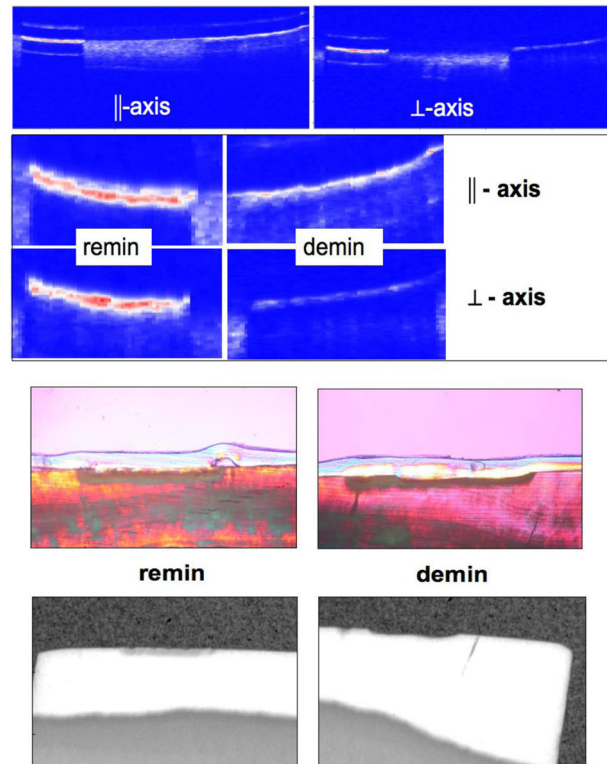 ||-axis ⊥-axis
|| - axis
remin demin
⊥ - axis
remin demin